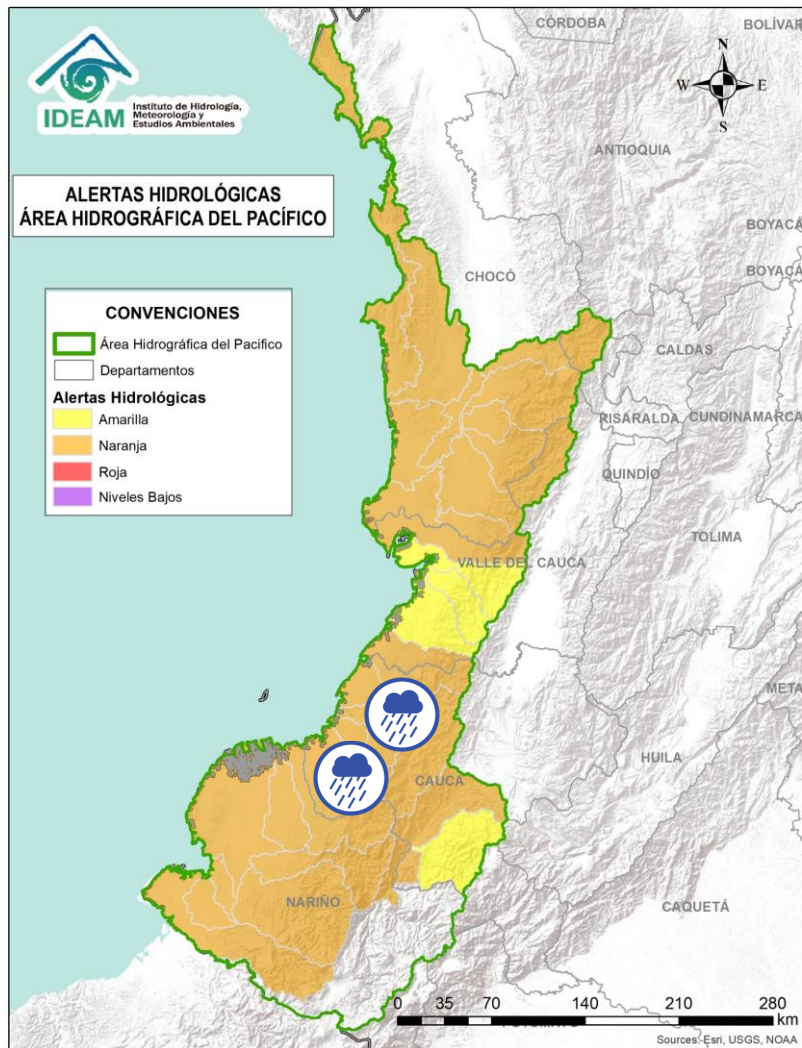 IDEAM
Instituto de Hidrología,
Meteorología y
Estudios Ambientales
ALERTAS HIDROLÓGICAS
ÁREA HIDROGRÁFICA DEL PACÍFICO
CONVENCIONES
Área Hidrográfica del Pacifico
Departamentos
Alertas Hidrológicas
Amarilla
Naranja
Roja
Niveles Bajos
N
W
E
S
CÓRDOBA
BOLÍVAR
ANTIOQUIA
BOYACÁ
BOYACÁ
CHOCÓ
CALDAS
RISARALDA
CUNDINAMARCA
QUINDÍO
TOLIMA
VALLE DEL CAUCA
META
HUILA
CAUCA
NARIÑO
CAQUETÁ
0 35 70 140 210 280
km
Sources: Esri, USGS, NOAA